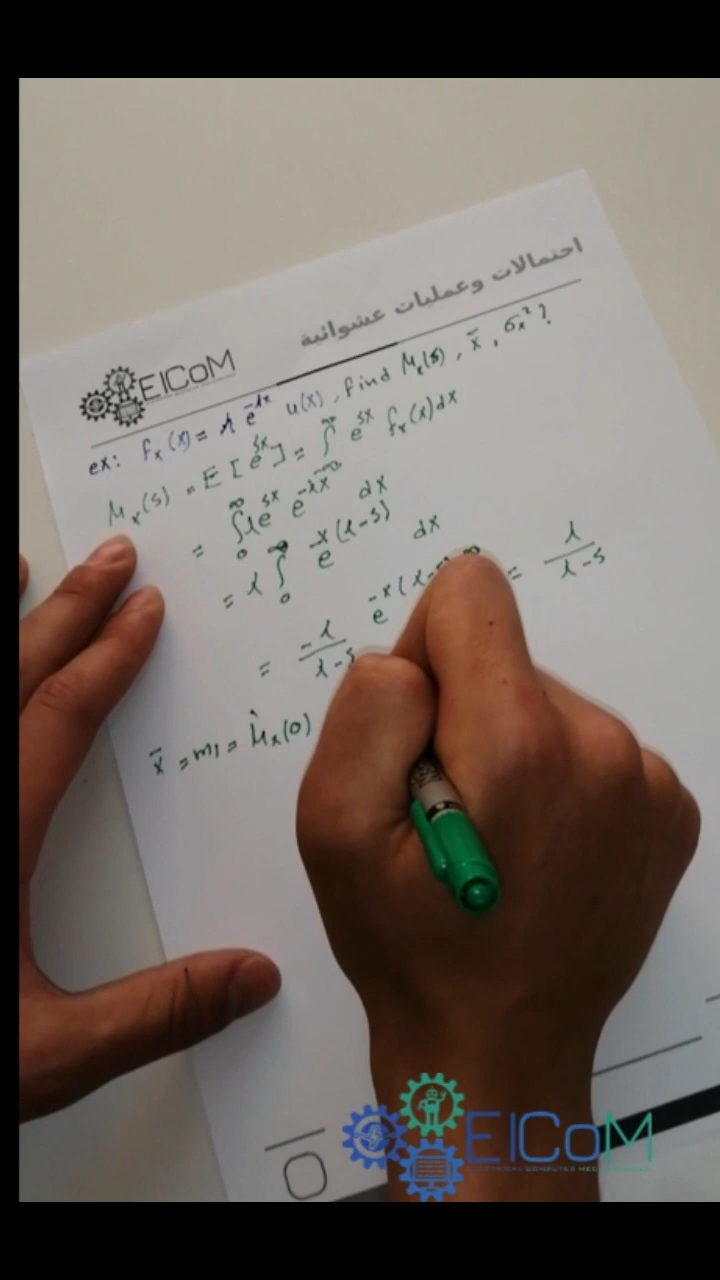 احتمالات وعمليات عشوائية
EICoM
ex: fx(x) = λ e^-λx u(x), find Mx(s), x̄, σx²?
Mx(s) = E[e^sx] = ∫_-∞^∞ e^sx fx(x) dx
= ∫_0^∞ λ e^sx e^-λx dx
= λ ∫_0^∞ e^-x(λ-s) dx
= -λ/(λ-s) e^-x(λ- ∞ = λ/(λ-s)
x̄ = m1 = M̀x(0)
EICoM